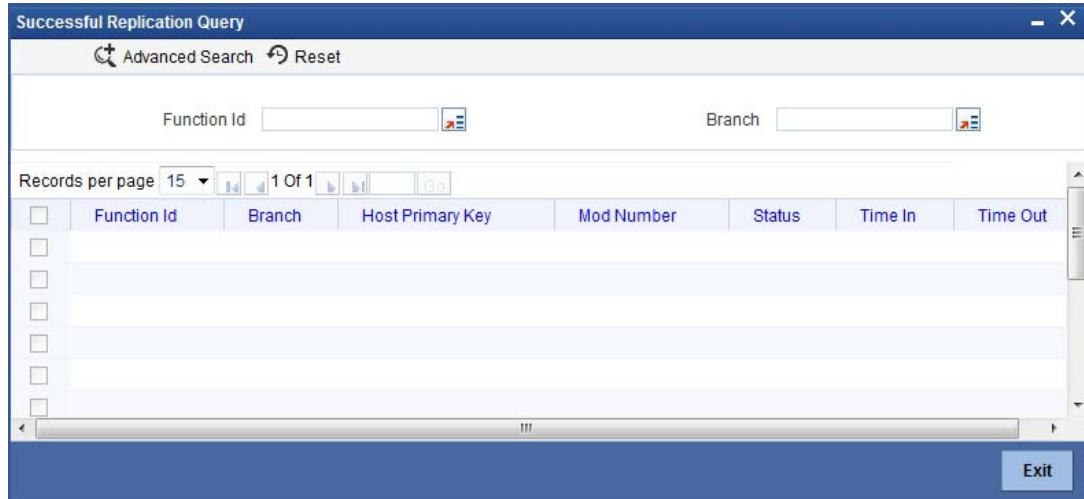 Successful Replication Query
Advanced Search Reset
Function Id Branch
Records per page 15 1 Of 1 Go
Function Id Branch Host Primary Key Mod Number Status Time In Time Out
Exit